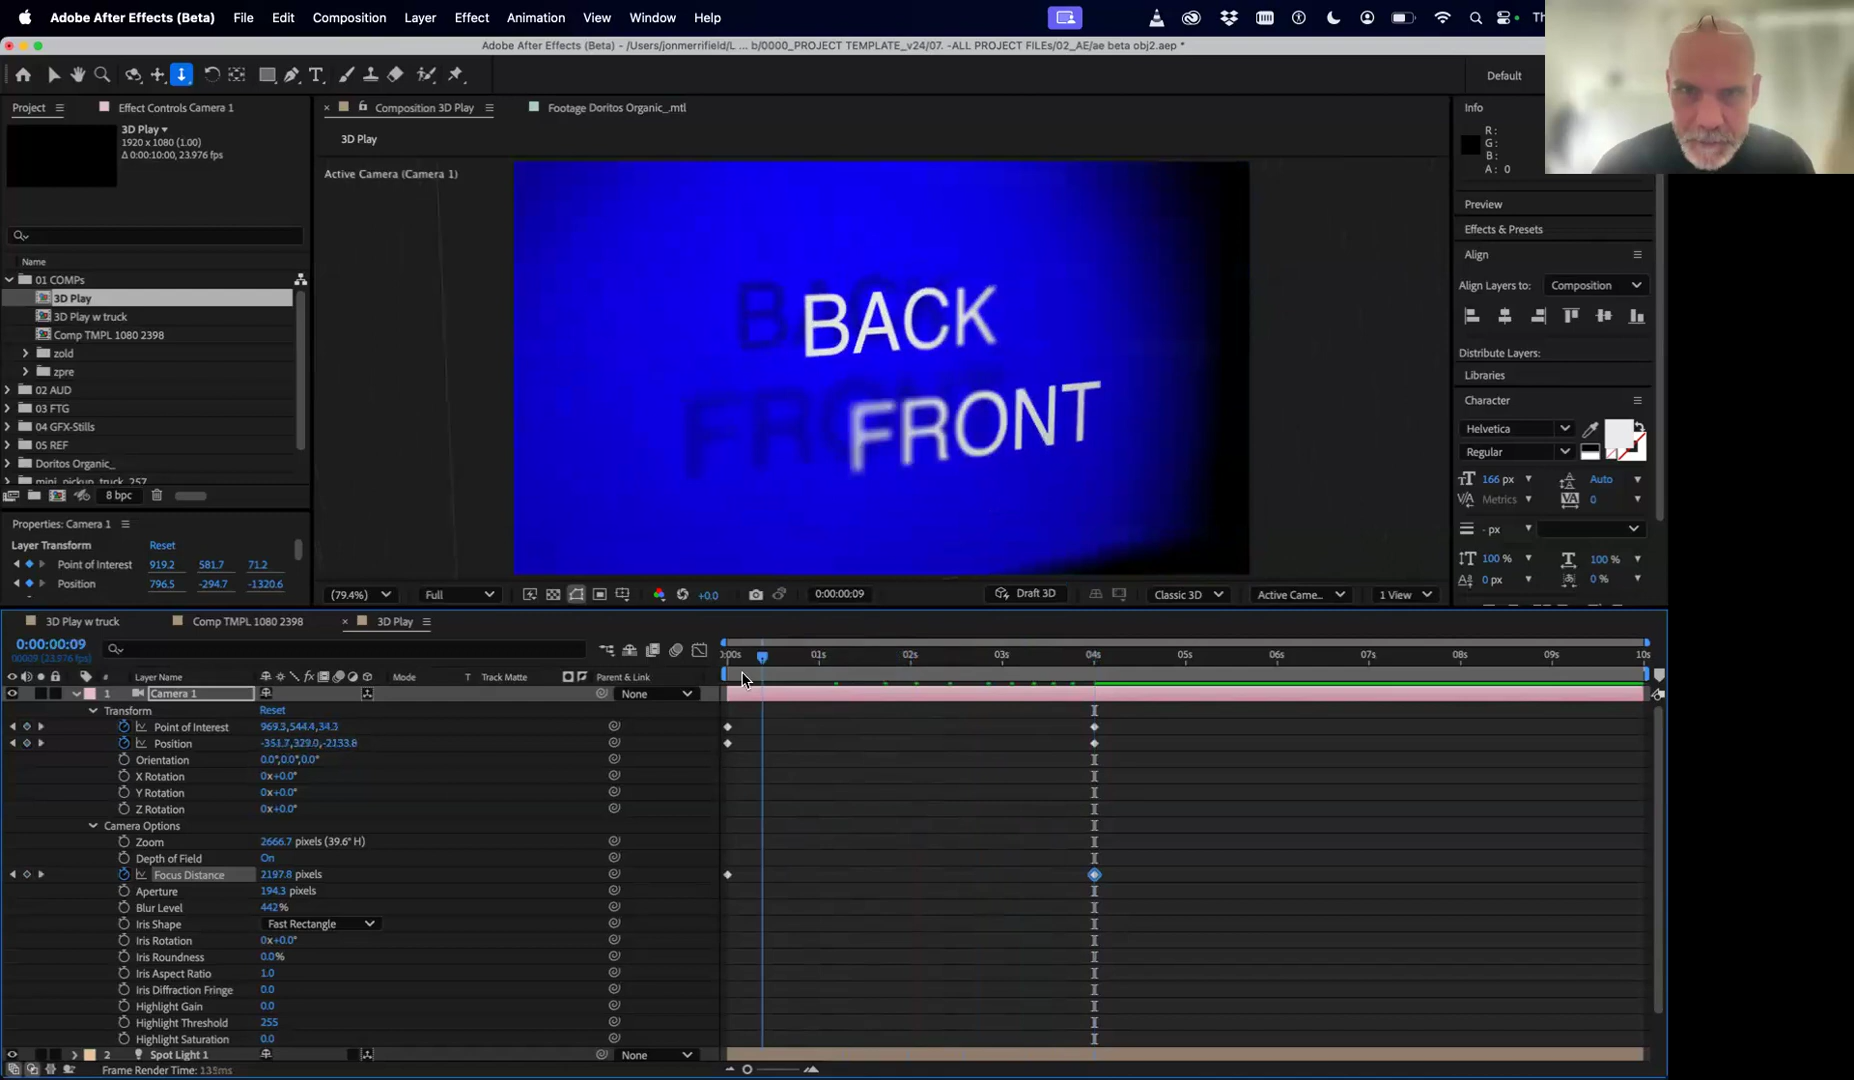 After Effects (Beta) File Edit Composition Layer Effect Animation View Window Help
Adobe After Effects (Beta) - /Users/jonmerrifield/L ... b/0000_PROJECT TEMPLATE_v24/07. -ALL PROJECT FILEs/02_AE/ae beta obj2.aep *
Default
Project Effect Controls Camera 1 Composition 3D Play Footage Doritos Organic_.mtl Info
3D Play
1920 x 1080 (1.00)
Δ 0:00:10:00, 23.976 fps
3D Play
R:
G:
B:
A: 0
Active Camera (Camera 1)
BACK
FRONT
Preview
Effects & Presets
Align
Align Layers to: Composition
Distribute Layers:
Libraries
Character
Helvetica
Regular
166 px Auto
Metrics 0
- px
100 % 100 %
0 px 0 %
Name
01 COMPs
3D Play
3D Play w truck
Comp TMPL 1080 2398
zold
zpre
02 AUD
03 FTG
04 GFX-Stills
05 REF
Doritos Organic_
mini_pickup_truck_257
8 bpc
Properties: Camera 1
Layer Transform Reset
Point of Interest 919.2 581.7 71.2
Position 796.5 -294.7 -1320.6
(79.4%) Full +0.0 0:00:00:09 Draft 3D Classic 3D Active Came... 1 View
3D Play w truck Comp TMPL 1080 2398 3D Play
0:00:00:09
00009 (23.976 fps)
:00s 01s 02s 03s 04s 05s 06s 07s 08s 09s 10s
# Layer Name Mode T Track Matte Parent & Link
1 Camera 1 None
Transform Reset
Point of Interest 969.3,544.4,34.3
Position -351.7,329.0,-2133.8
Orientation 0.0°,0.0°,0.0°
X Rotation 0x+0.0°
Y Rotation 0x+0.0°
Z Rotation 0x+0.0°
Camera Options
Zoom 2666.7 pixels (39.6° H)
Depth of Field On
Focus Distance 2197.8 pixels
Aperture 194.3 pixels
Blur Level 442%
Iris Shape Fast Rectangle
Iris Rotation 0x+0.0°
Iris Roundness 0.0%
Iris Aspect Ratio 1.0
Iris Diffraction Fringe 0.0
Highlight Gain 0.0
Highlight Threshold 255
Highlight Saturation 0.0
2 Spot Light 1 None
Frame Render Time: 135ms